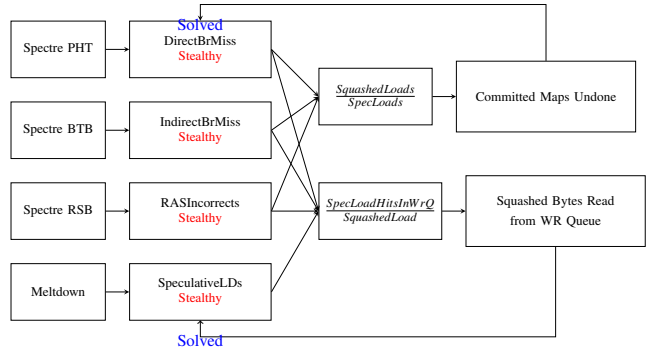 Solved
Spectre PHT
DirectBrMiss
Stealthy
SquashedLoads
SpecLoads
Committed Maps Undone
Spectre BTB
IndirectBrMiss
Stealthy
Spectre RSB
RASIncorrects
Stealthy
SpecLoadHitsInWrQ
SquashedLoad
Squashed Bytes Read
from WR Queue
Meltdown
SpeculativeLDs
Stealthy
Solved